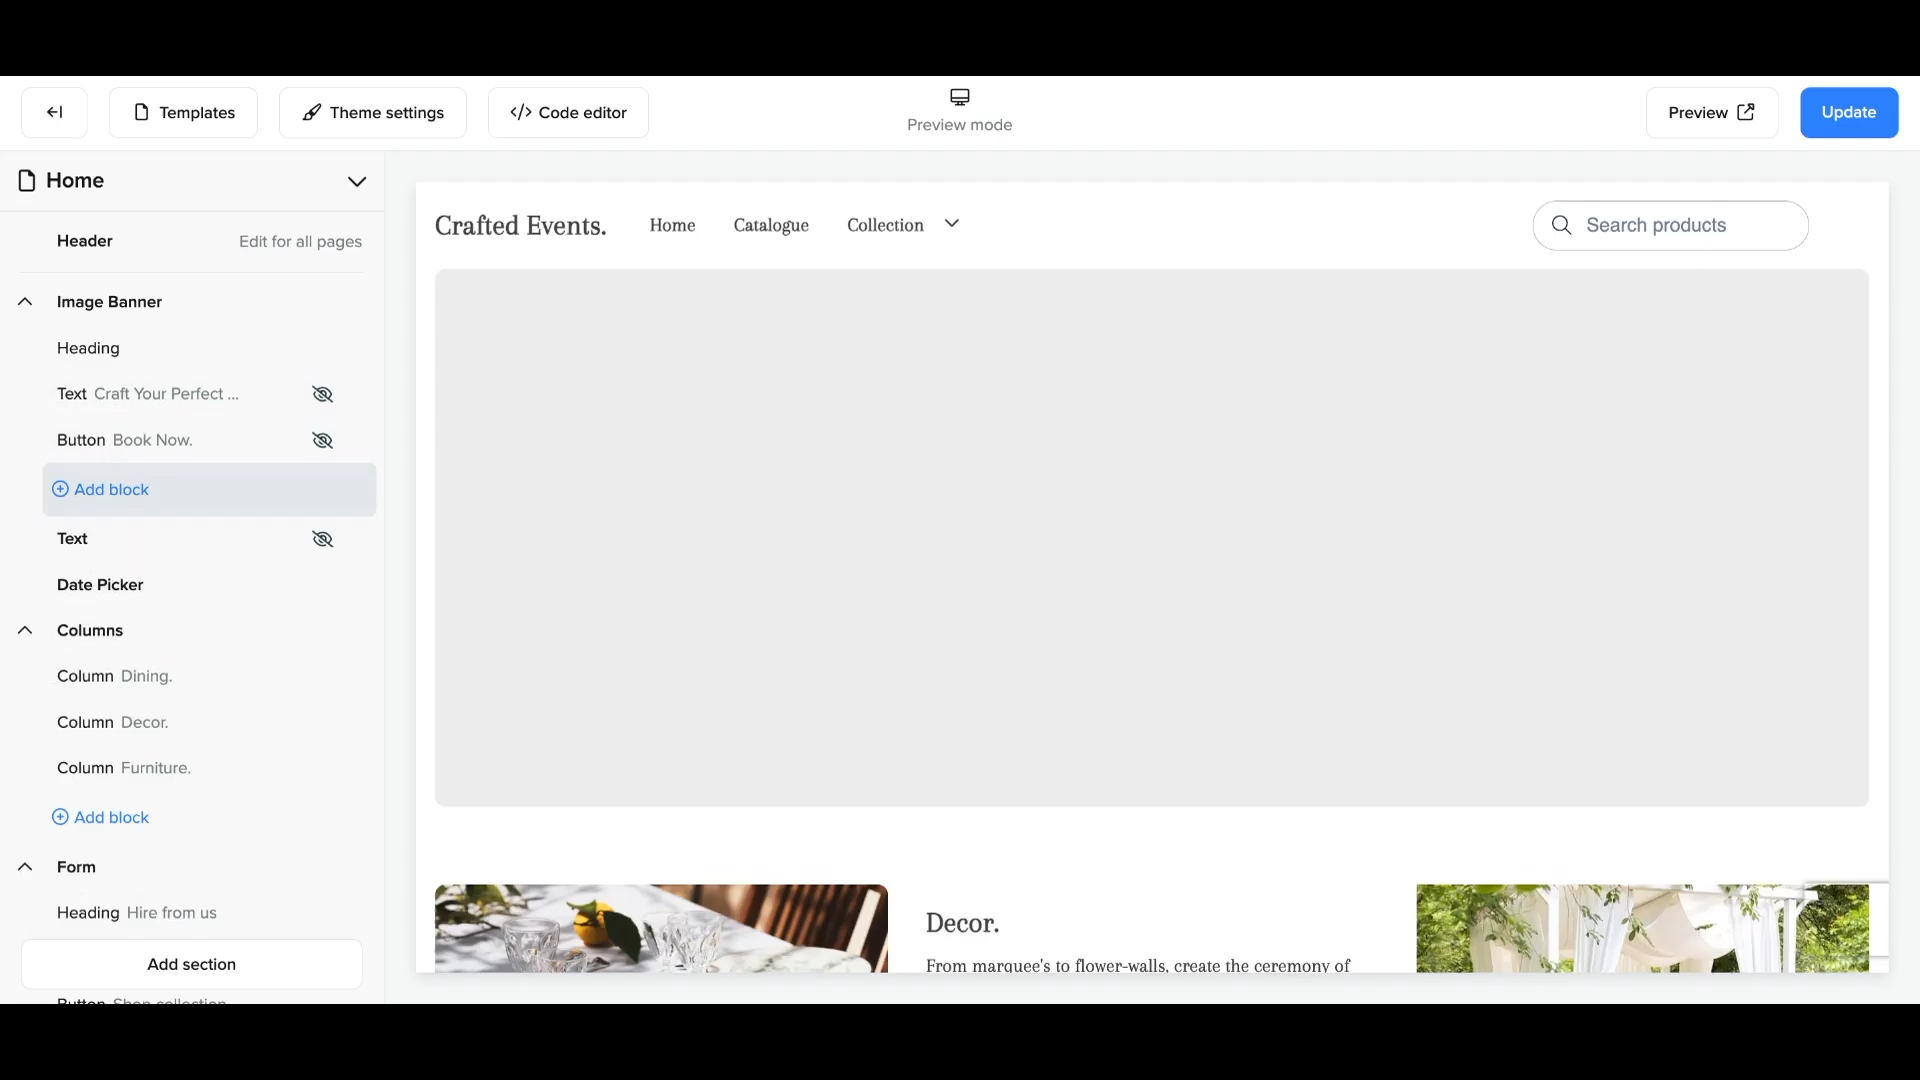 Templates
Theme settings
</> Code editor
Preview mode
Preview
Update
Home
Header Edit for all pages
Image Banner
Heading
Text Craft Your Perfect ...
Button Book Now.
Add block
Text
Date Picker
Columns
Column Dining.
Column Decor.
Column Furniture.
Add block
Form
Heading Hire from us
Add section
Button Shop collection
Crafted Events. Home Catalogue Collection
Search products
Decor.
From marquee's to flower-walls, create the ceremony of